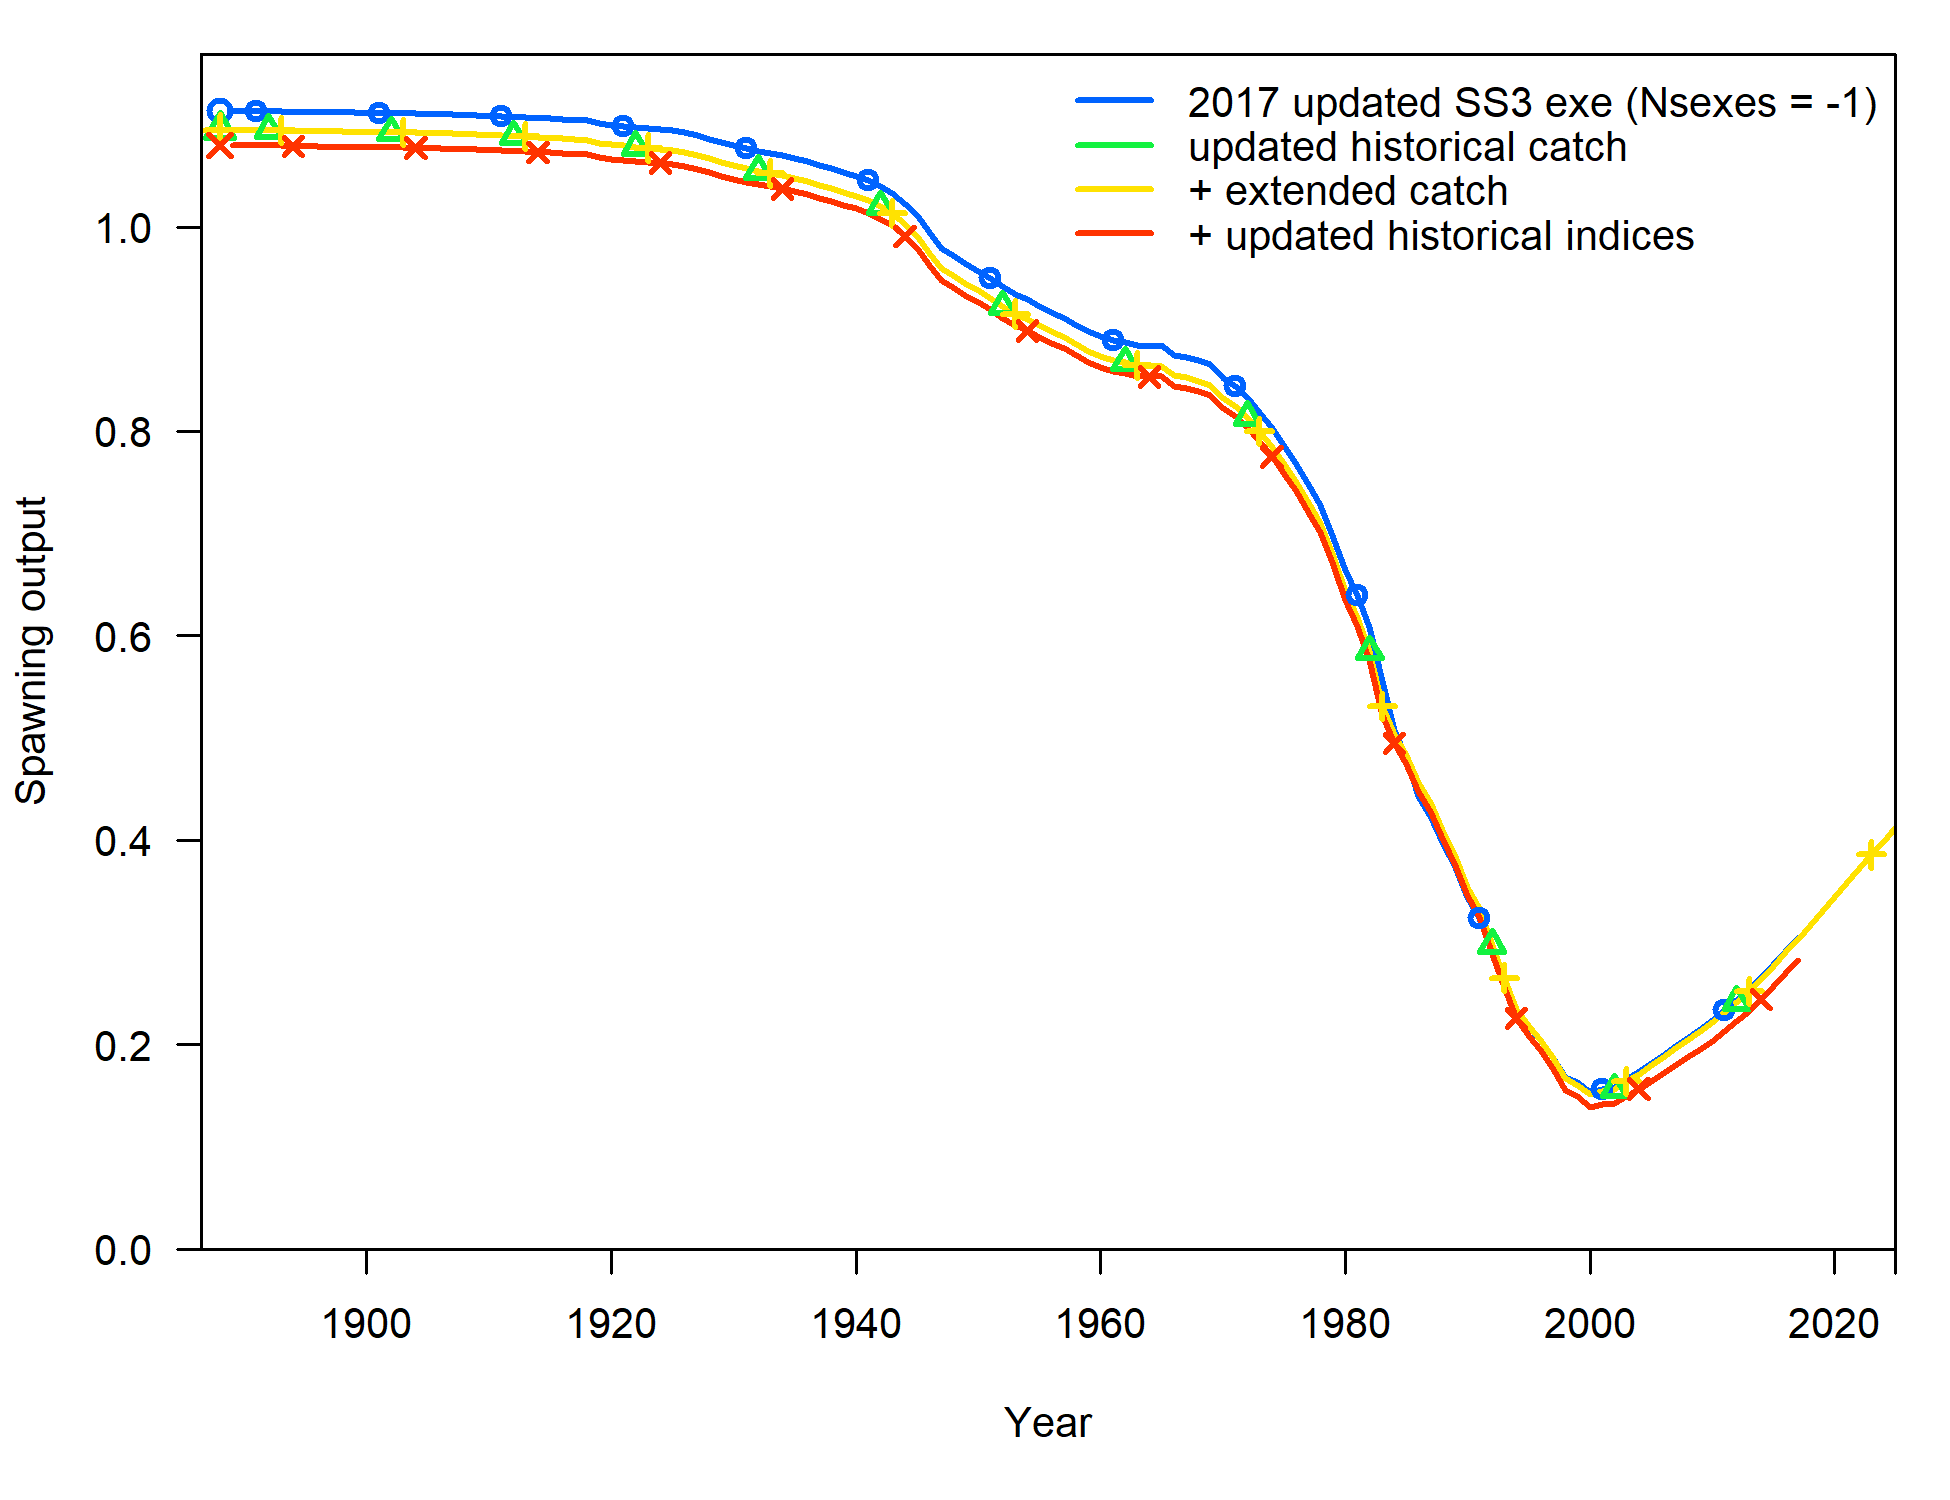 2017 updated SS3 exe (Nsexes = -1)
updated historical catch
+ extended catch
+ updated historical indices
Spawning output
1.0
0.8
0.6
0.4
0.2
0.0
1900 1920 1940 1960 1980 2000 2020
Year